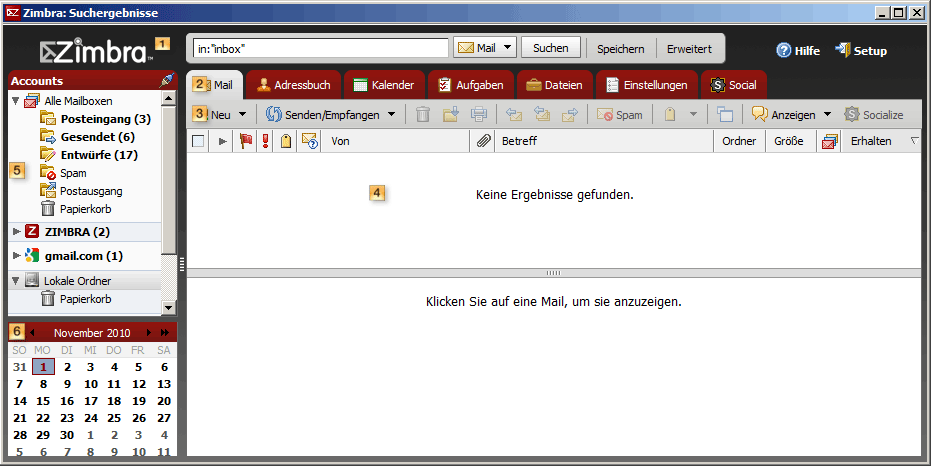 Zimbra: Suchergebnisse
Zimbra™ 1
in:"inbox" Mail Suchen Speichern Erweitert Hilfe Setup
Accounts
2 Mail Adressbuch Kalender Aufgaben Dateien Einstellungen Social
3 Neu Senden/Empfangen Spam Anzeigen Socialize
Von Betreff Ordner Größe Erhalten
Alle Mailboxen
Posteingang (3)
Gesendet (6)
Entwürfe (17)
5 Spam
Postausgang
Papierkorb
ZIMBRA (2)
gmail.com (1)
Lokale Ordner
Papierkorb
4 Keine Ergebnisse gefunden.
Klicken Sie auf eine Mail, um sie anzuzeigen.
6 November 2010
SO MO DI MI DO FR SA
31 1 2 3 4 5 6
7 8 9 10 11 12 13
14 15 16 17 18 19 20
21 22 23 24 25 26 27
28 29 30 1 2 3 4
5 6 7 8 9 10 11